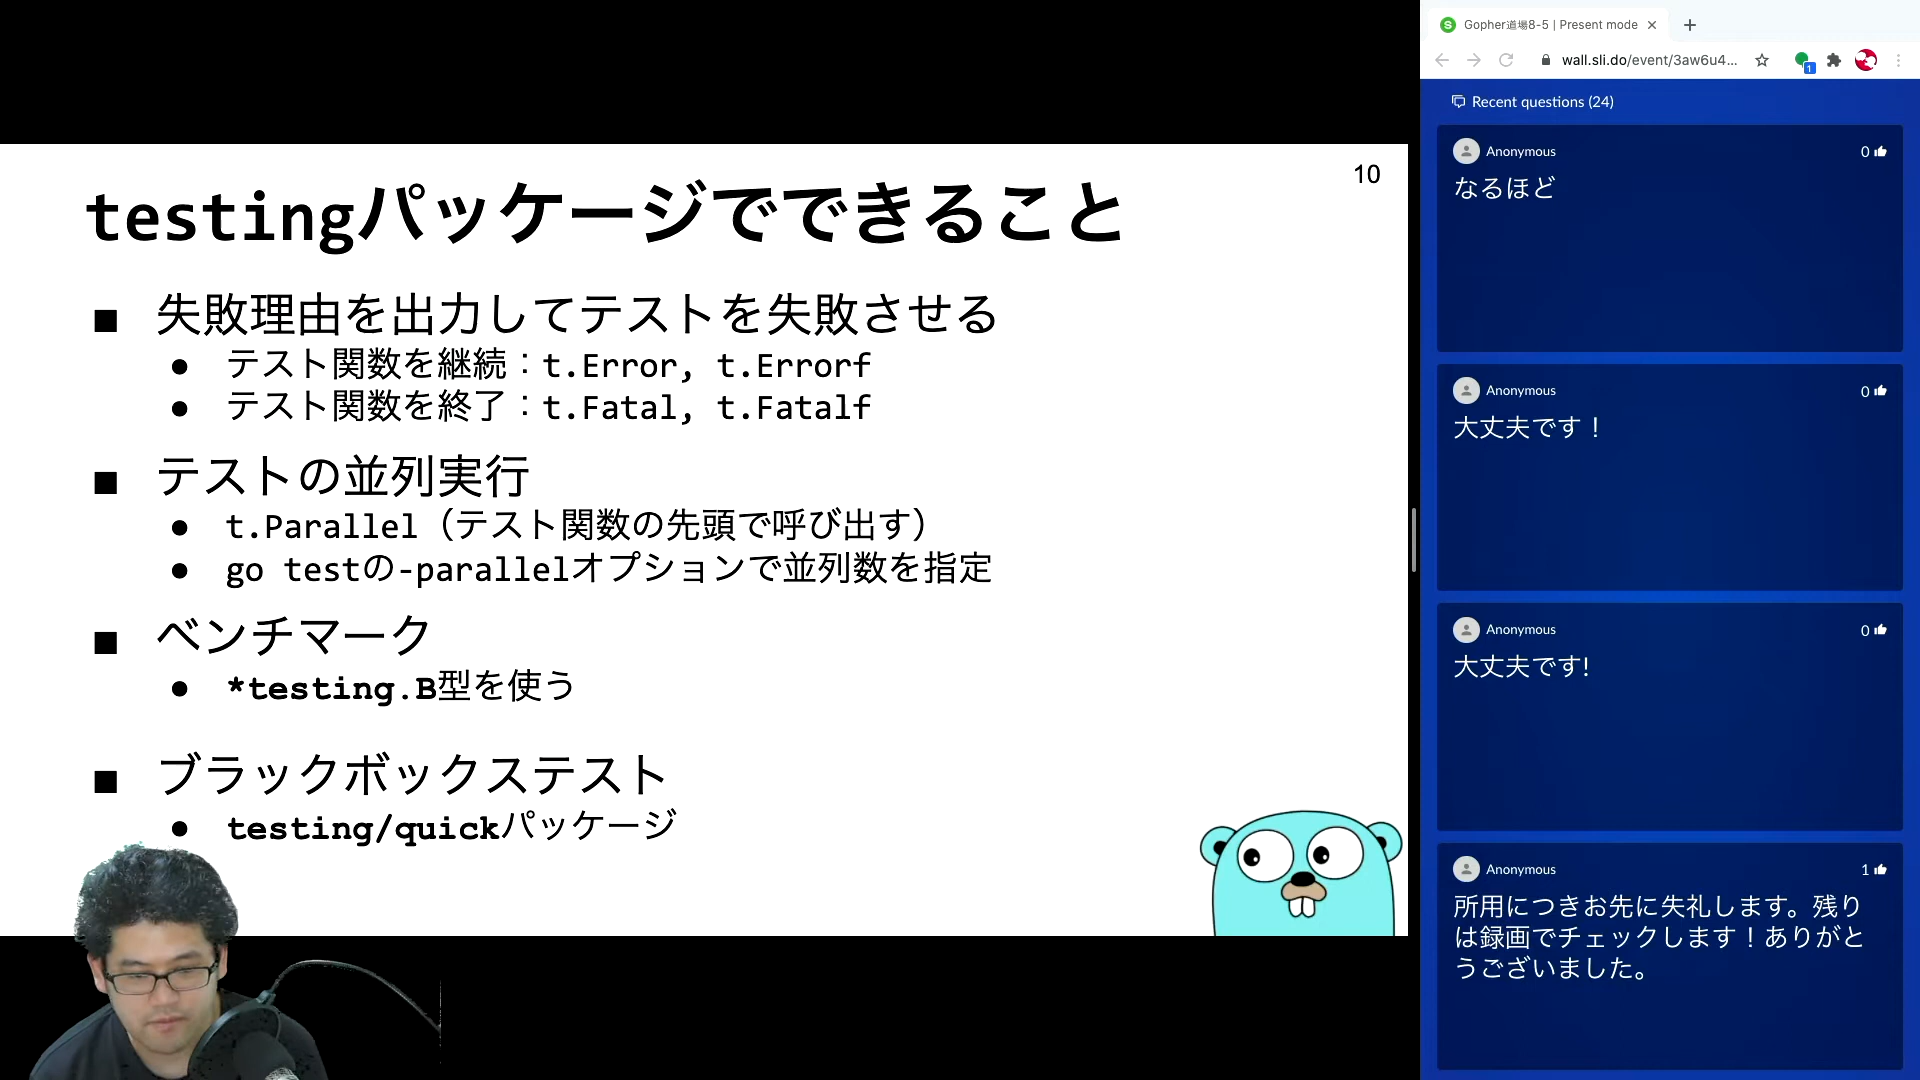 10
testingパッケージでできること
■ 失敗理由を出力してテストを失敗させる
● テスト関数を継続：t.Error, t.Errorf
● テスト関数を終了：t.Fatal, t.Fatalf
■ テストの並列実行
● t.Parallel（テスト関数の先頭で呼び出す）
● go testの-parallelオプションで並列数を指定
■ ベンチマーク
● *testing.B型を使う
■ ブラックボックステスト
● testing/quickパッケージ
Gopher道場8-5 | Present mode
wall.sli.do/event/3aw6u4...
1
Recent questions (24)
Anonymous
0
なるほど
Anonymous
0
大丈夫です！
Anonymous
0
大丈夫です!
Anonymous
1
所用につきお先に失礼します。残り
は録画でチェックします！ありがと
うございました。